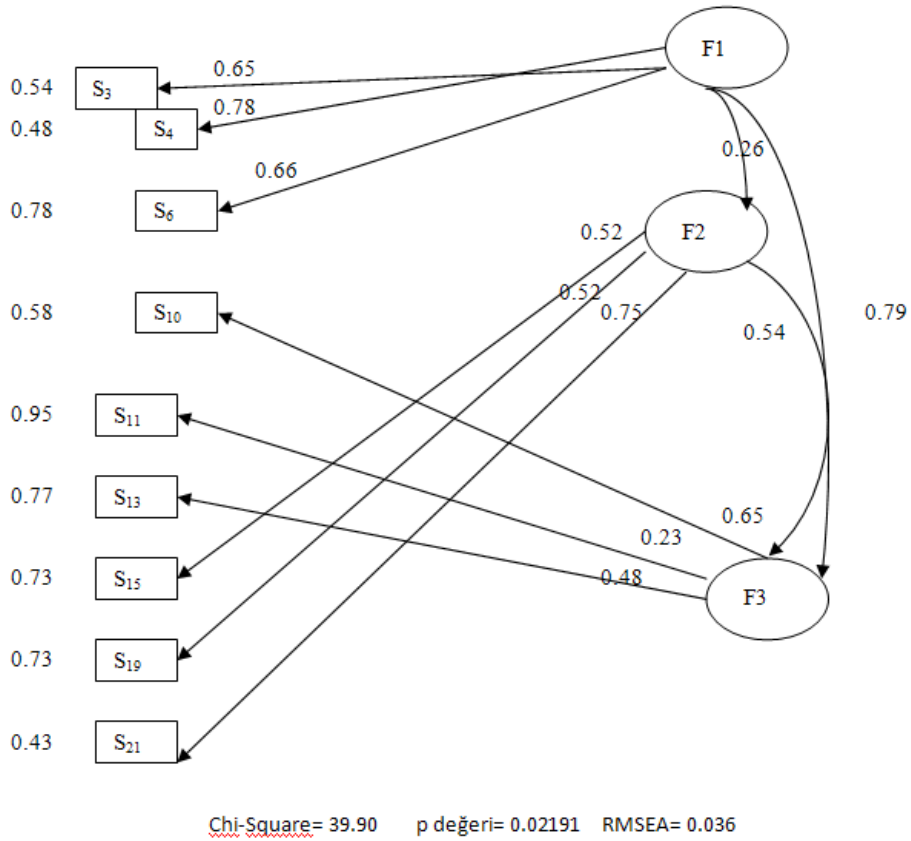 F1
0.65
0.54 S₃
0.78
0.48 S₄
0.26
0.66
0.78 S₆
0.52 F2
0.52
0.58 S₁₀ 0.75 0.79
0.54
0.95 S₁₁
0.77 S₁₃
0.65
0.23
0.73 S₁₅ 0.48
F3
0.73 S₁₉
0.43 S₂₁
Chi-Square= 39.90 p değeri= 0.02191 RMSEA= 0.036